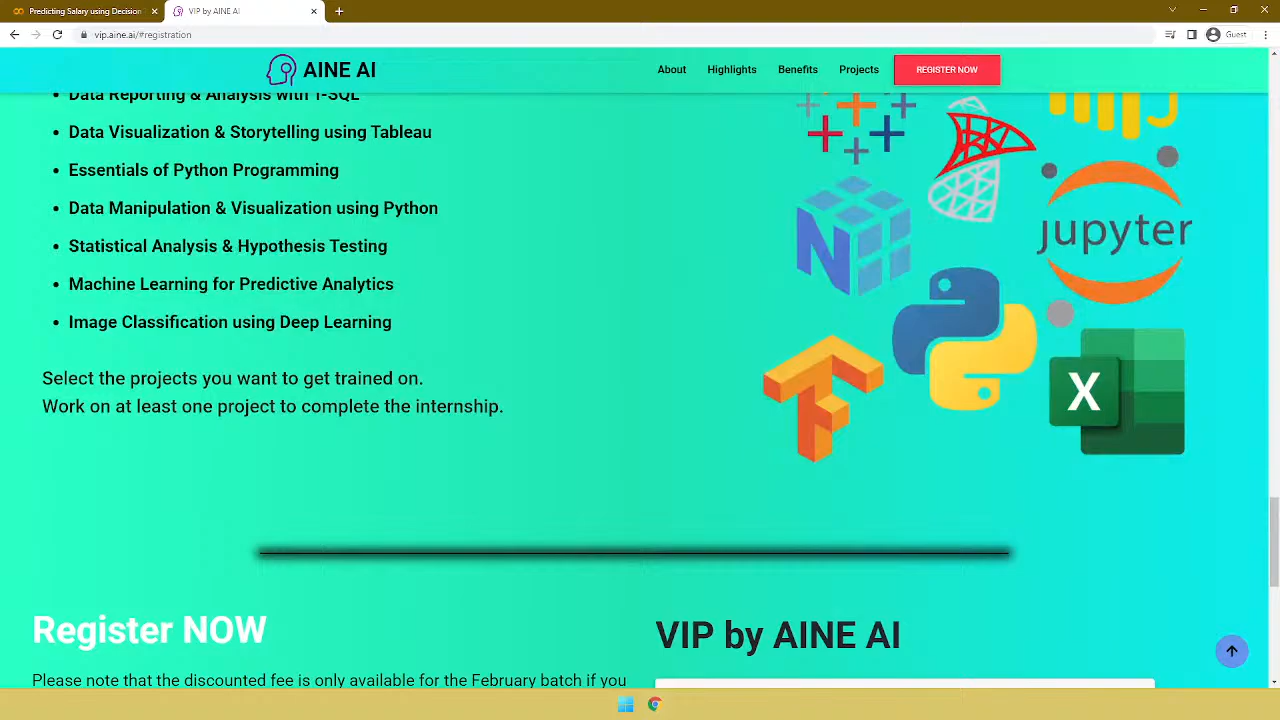 Predicting Salary using Decision
VIP by AINE AI
vip.aine.ai/#registration
Guest
AINE AI
About
Highlights
Benefits
Projects
REGISTER NOW
Data Reporting & Analysis with T-SQL
Data Visualization & Storytelling using Tableau
Essentials of Python Programming
Data Manipulation & Visualization using Python
Statistical Analysis & Hypothesis Testing
Machine Learning for Predictive Analytics
Image Classification using Deep Learning
Select the projects you want to get trained on.
Work on at least one project to complete the internship.
jupyter
X
Register NOW
VIP by AINE AI
Please note that the discounted fee is only available for the February batch if you